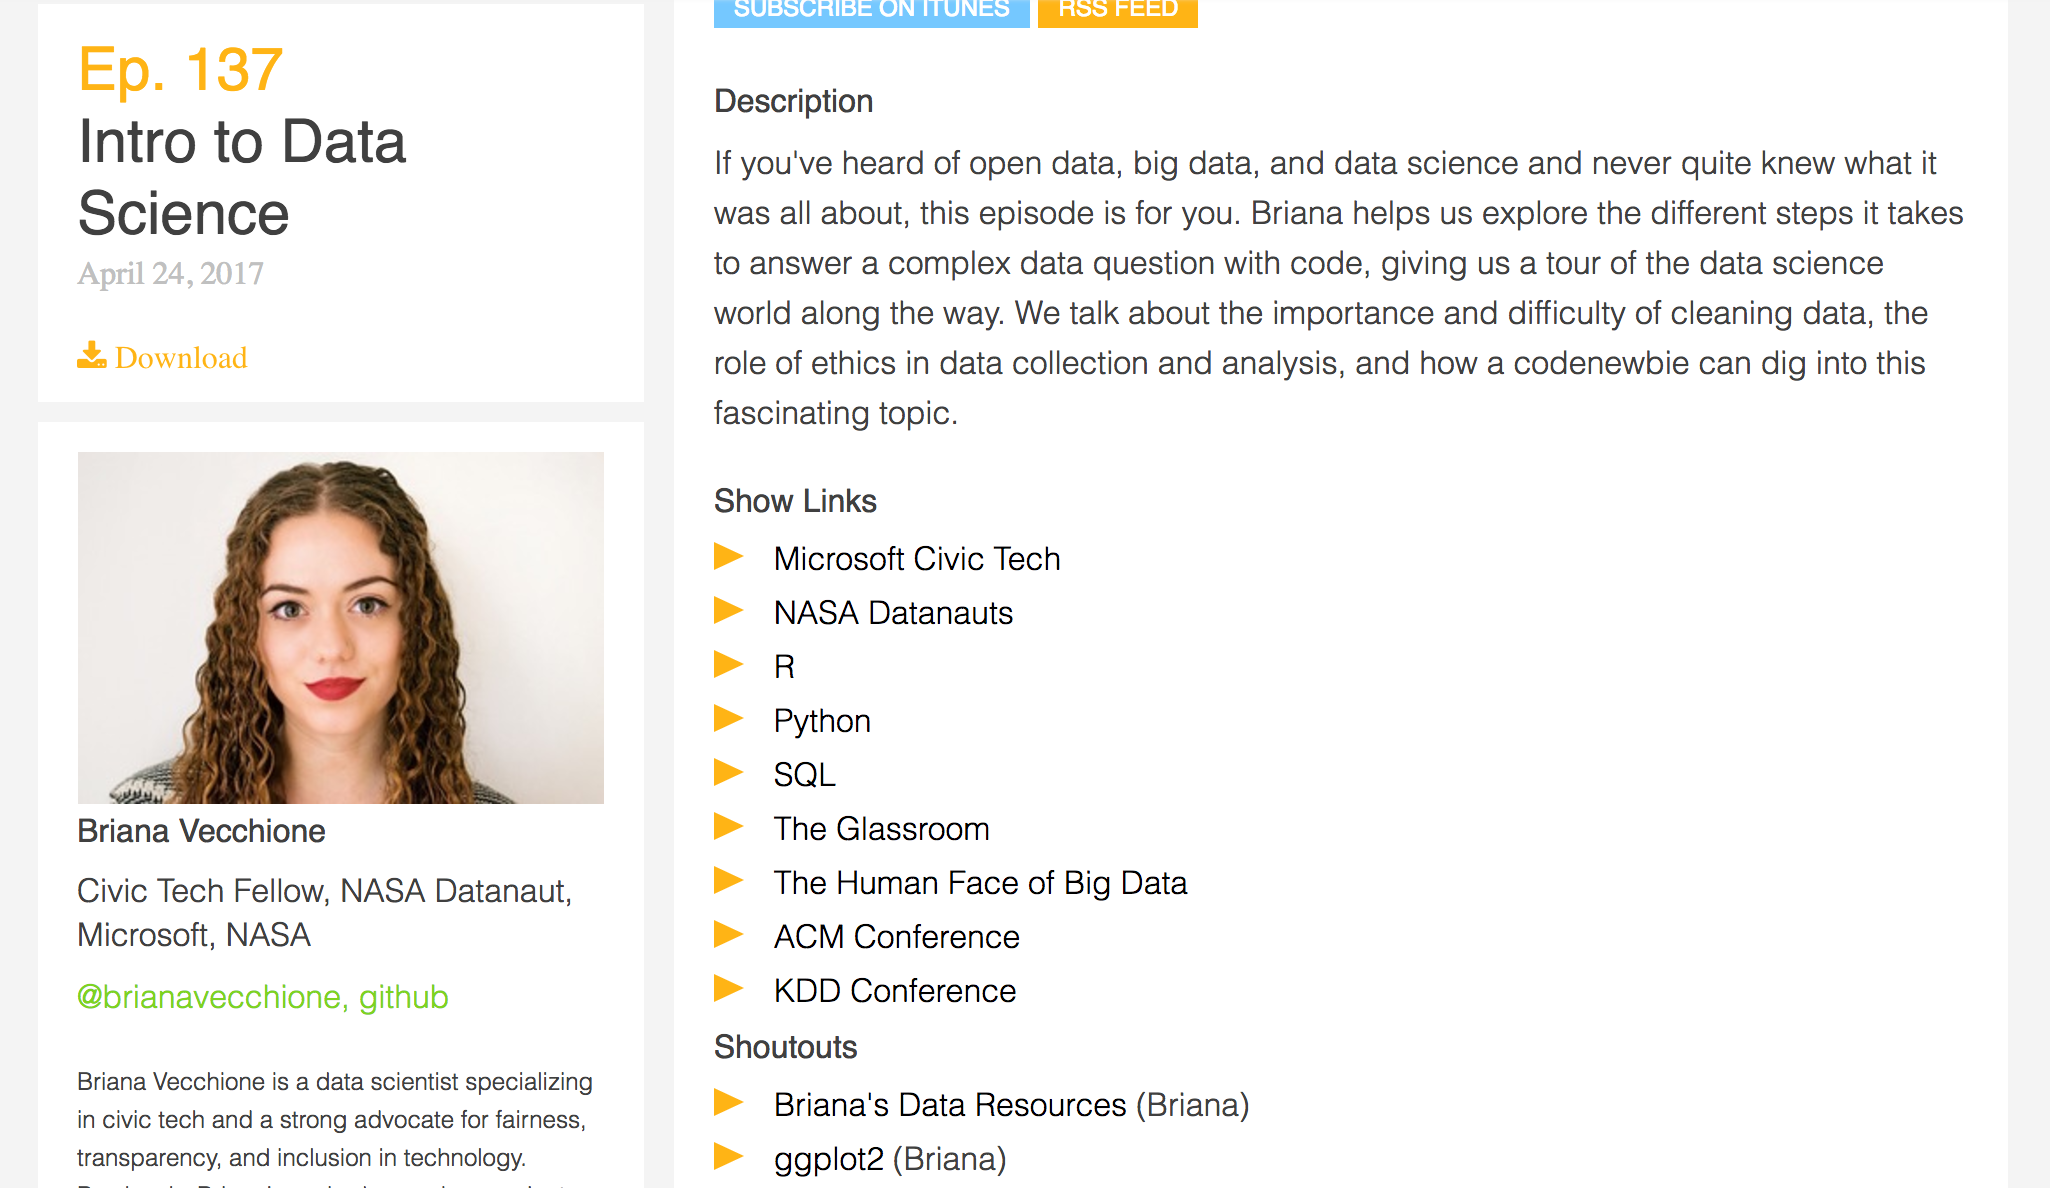 Ep. 137
Intro to Data
Science
April 24, 2017
Download
Briana Vecchione
Civic Tech Fellow, NASA Datanaut,
Microsoft, NASA
@brianavecchione, github
Briana Vecchione is a data scientist specializing
in civic tech and a strong advocate for fairness,
transparency, and inclusion in technology.
SUBSCRIBE ON ITUNES
RSS FEED
Description
If you've heard of open data, big data, and data science and never quite knew what it
was all about, this episode is for you. Briana helps us explore the different steps it takes
to answer a complex data question with code, giving us a tour of the data science
world along the way. We talk about the importance and difficulty of cleaning data, the
role of ethics in data collection and analysis, and how a codenewbie can dig into this
fascinating topic.
Show Links
Microsoft Civic Tech
NASA Datanauts
R
Python
SQL
The Glassroom
The Human Face of Big Data
ACM Conference
KDD Conference
Shoutouts
Briana's Data Resources (Briana)
ggplot2 (Briana)